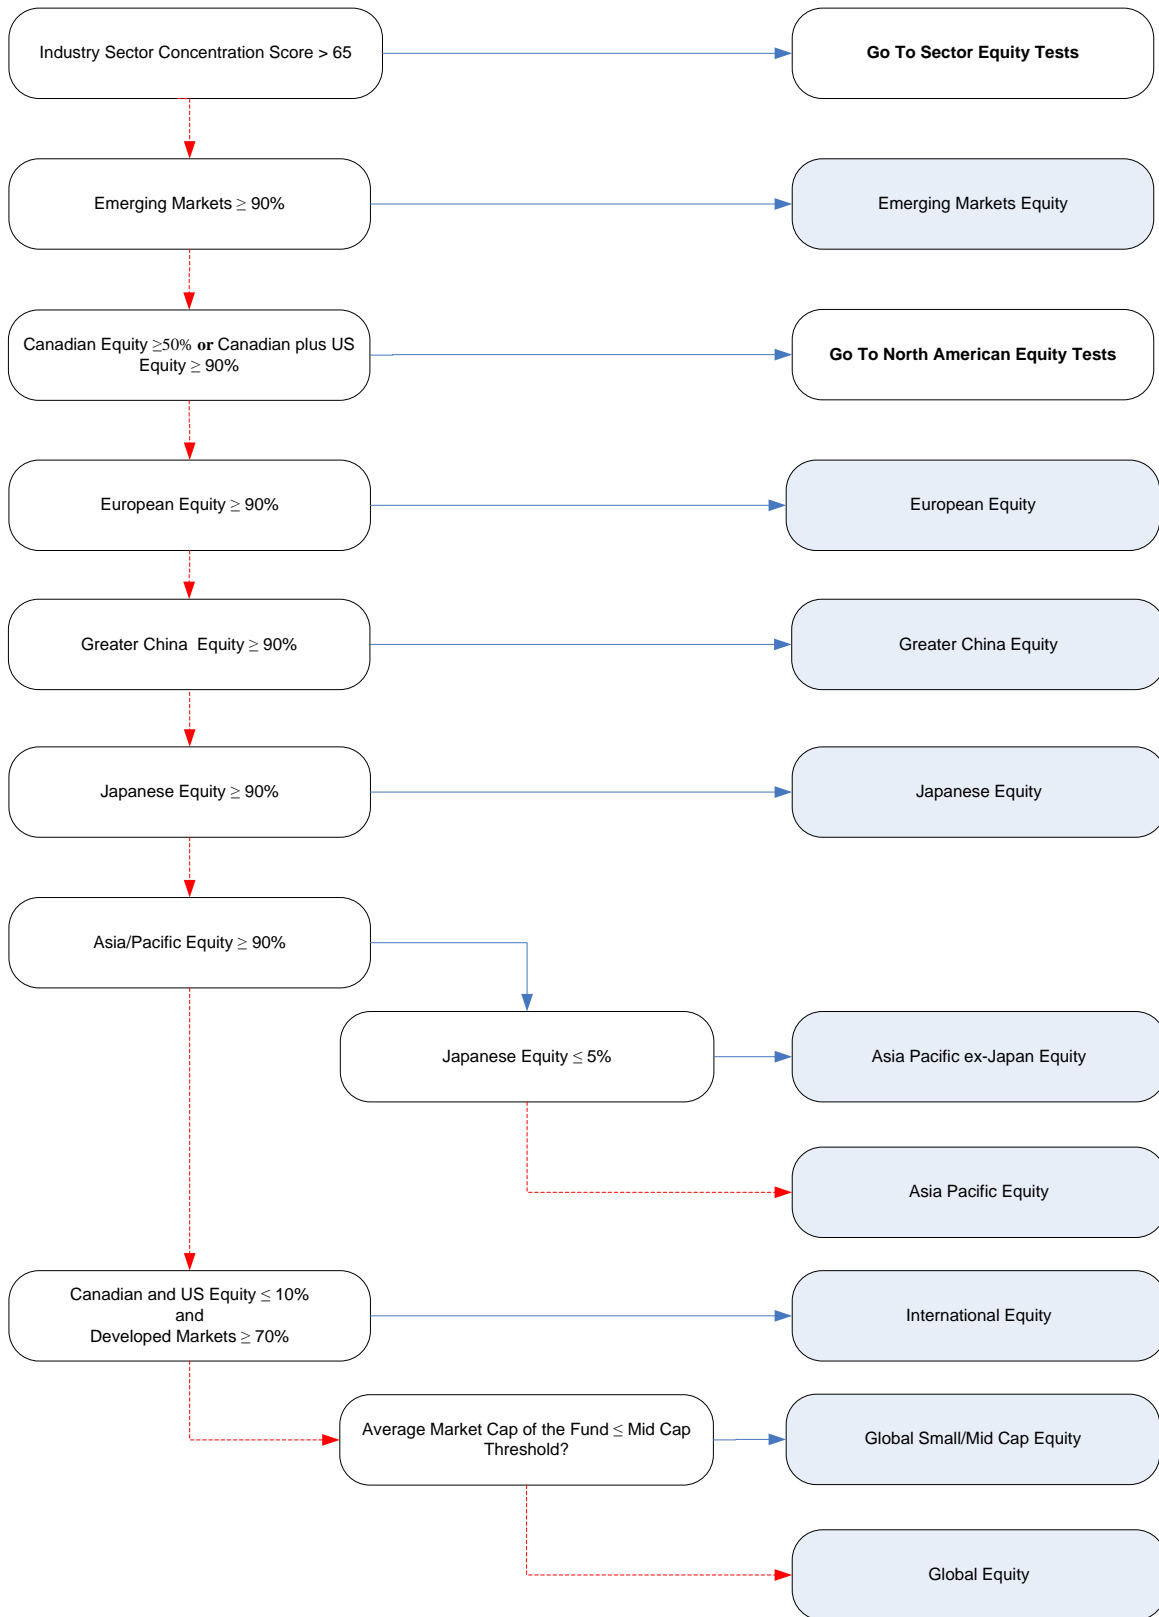 Industry Sector Concentration Score > 65
Go To Sector Equity Tests
Emerging Markets ≥ 90%
Emerging Markets Equity
Canadian Equity ≥50% or Canadian plus US
Equity ≥ 90%
Go To North American Equity Tests
European Equity ≥ 90%
European Equity
Greater China  Equity ≥ 90%
Greater China Equity
Japanese Equity ≥ 90%
Japanese Equity
Asia/Pacific Equity ≥ 90%
Japanese Equity ≤ 5%
Asia Pacific ex-Japan Equity
Asia Pacific Equity
Canadian and US Equity ≤ 10%
and
Developed Markets ≥ 70%
International Equity
Average Market Cap of the Fund ≤ Mid Cap
Threshold?
Global Small/Mid Cap Equity
Global Equity